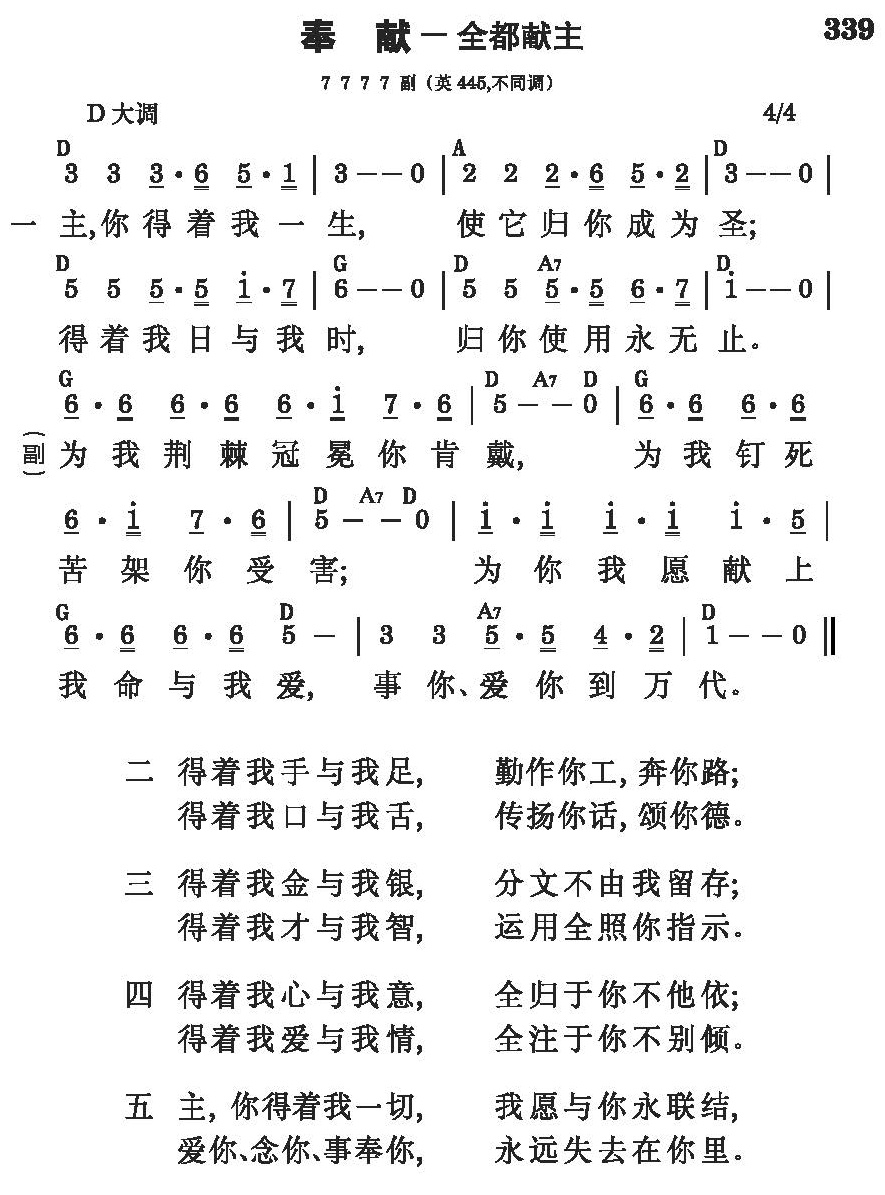 339
奉　献－全都献主
7 7 7 7 副（英 445,不同调）
D 大调　4/4
D　A　D
3 3 3·6 5·1 | 3－－0 | 2 2 2·6 5·2 | 3－－0 |
一 主,你得着我一生,　使它归你成为圣;
D　G　D　A7　D
5 5 5·5 i·7 | 6－－0 | 5 5 5·5 6·7 | i－－0 |
得着我日与我时,　归你使用永无止。
G　D　A7　D　G
6·6 6·6 6·i 7·6 | 5－－0 | 6·6 6·6
(副) 为我荆棘冠冕你肯戴,　为我钉死
D　A7　D
6·i 7·6 | 5－－0 | i·i i·i i·5 |
苦架你受害;　为你我愿献上
G　D　A7　D
6·6 6·6 5－ | 3 3 5·5 4·2 | 1－－0 ‖
我命与我爱,　事你、爱你到万代。
二 得着我手与我足,　勤作你工, 奔你路;
得着我口与我舌,　传扬你话, 颂你德。
三 得着我金与我银,　分文不由我留存;
得着我才与我智,　运用全照你指示。
四 得着我心与我意,　全归于你不他依;
得着我爱与我情,　全注于你不别倾。
五 主, 你得着我一切,　我愿与你永联结,
爱你、念你、事奉你,　永远失去在你里。